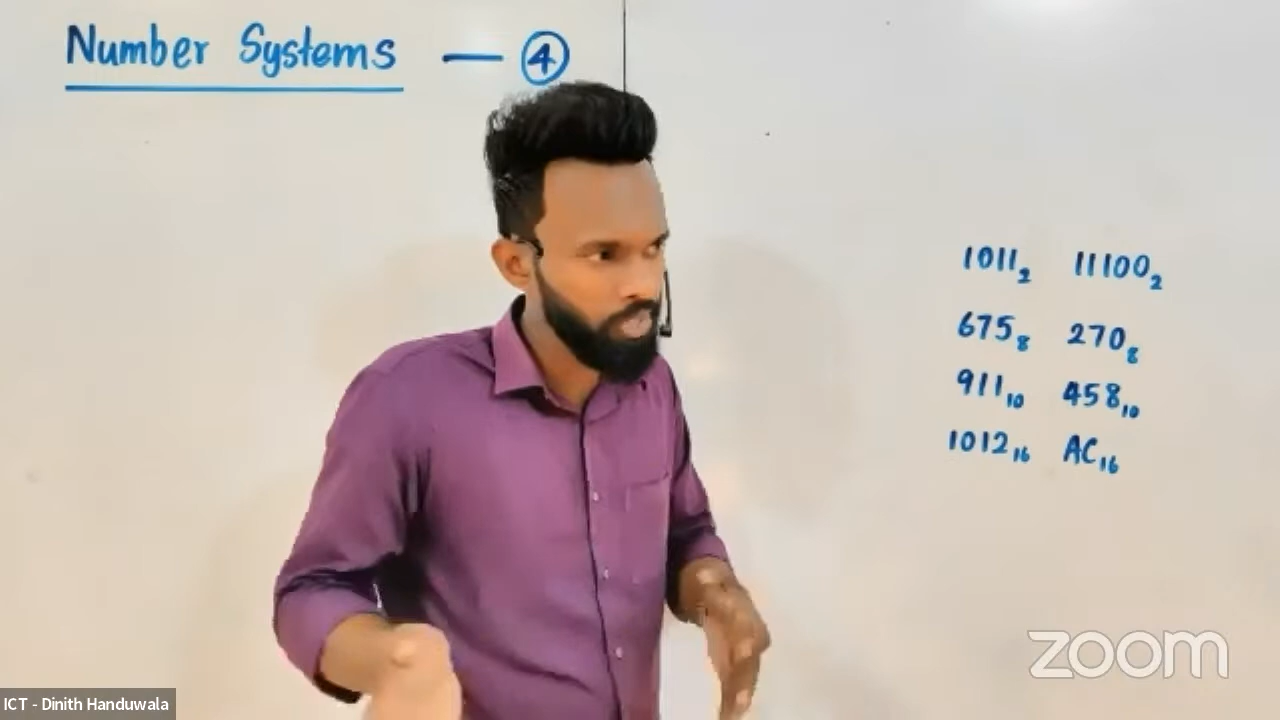 Number Systems — ④
1011₂ 11100₂
675₈ 270₈
911₁₀ 458₁₀
1012₁₆ AC₁₆
zoom
ICT - Dinith Handuwala